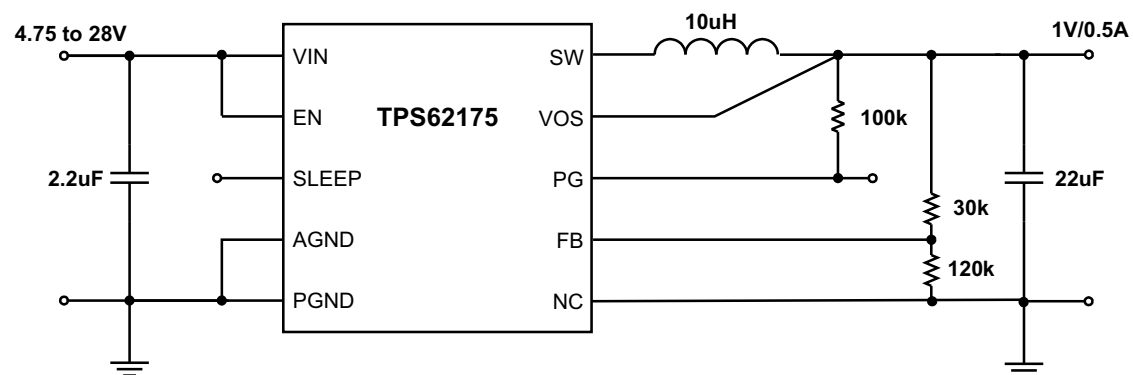 4.75 to 28V
10uH
1V/0.5A
VIN
SW
EN
TPS62175
VOS
100k
2.2uF
SLEEP
PG
22uF
30k
AGND
FB
120k
PGND
NC